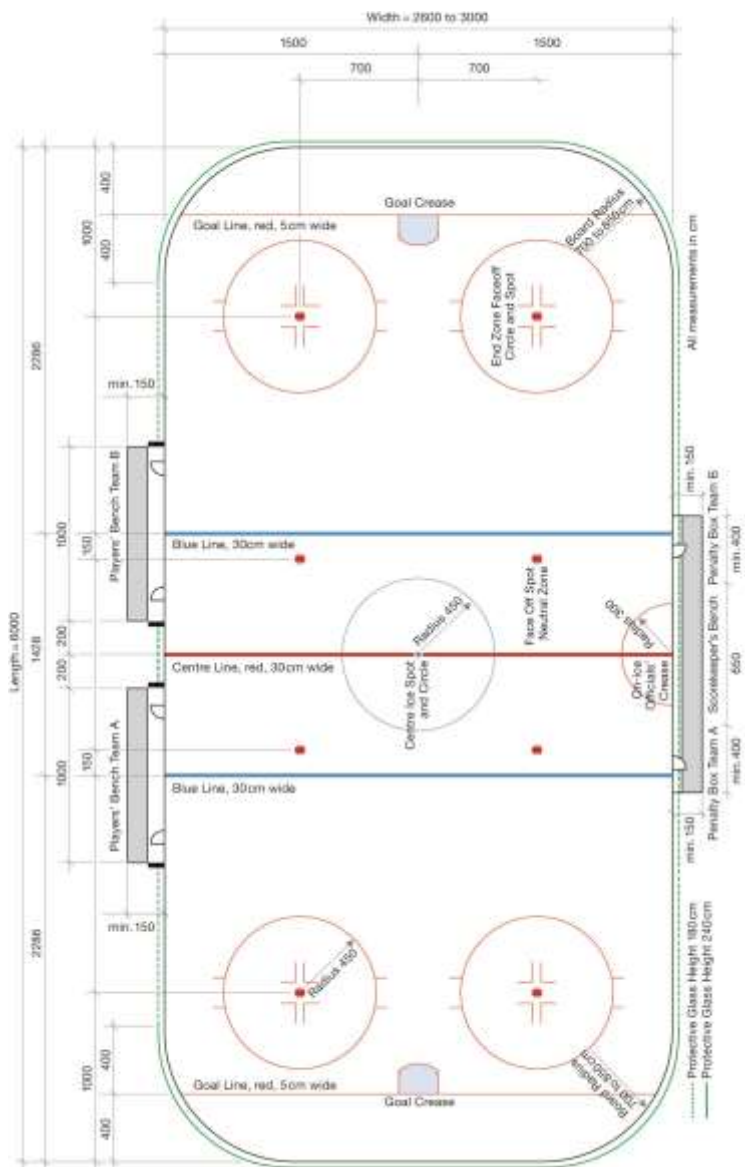 Width = 2600 to 3000
1500
1500
700
700
400
1000
400
Goal Crease
Goal Line, red, 5cm wide
Board Radius
700 to 850cm
All measurements in cm
End Zone Faceoff
Circle and Spot
2286
min. 150
min. 150
Players' Bench Team B
1000
150
Blue Line, 30cm wide
Face Off Spot
Neutral Zone
Radius 450
Radius 300
Penalty Box Team B
min. 400
Length = 6000
1428
200
200
Centre Line, red, 30cm wide
Centre Ice Spot
and Circle
On-Ice
Officials'
Crease
Scorekeeper's Bench
Players' Bench Team A
1000
150
Blue Line, 30cm wide
Penalty Box Team A
min. 400
min. 150
min. 150
2286
Radius 450
Protective Glass Height 180cm
Protective Glass Height 240cm
400
1000
400
Goal Line, red, 5cm wide
Goal Crease
Board Radius